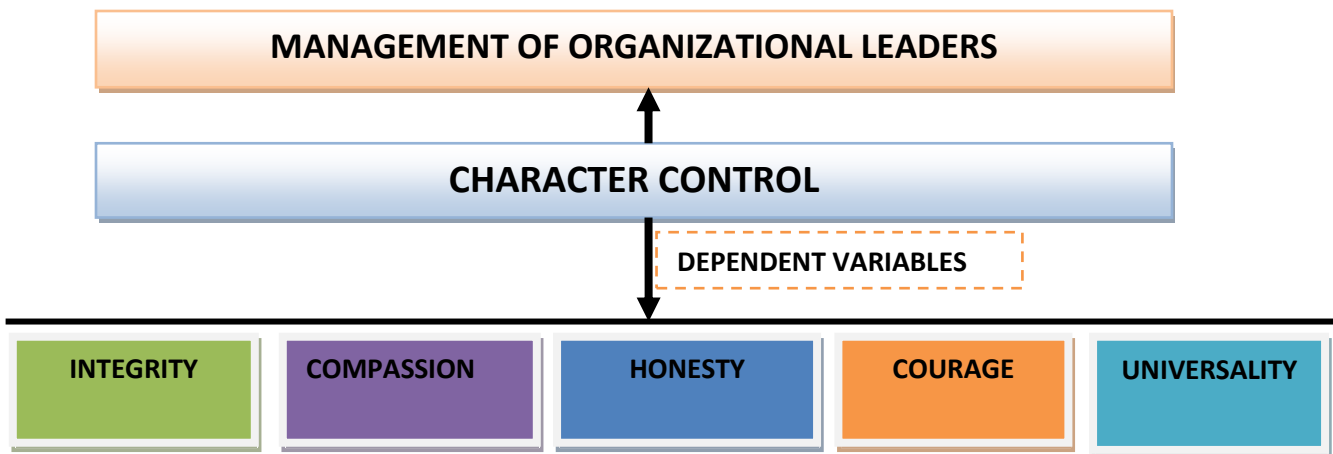 MANAGEMENT OF ORGANIZATIONAL LEADERS
CHARACTER CONTROL
DEPENDENT VARIABLES
INTEGRITY
COMPASSION
HONESTY
COURAGE
UNIVERSALITY